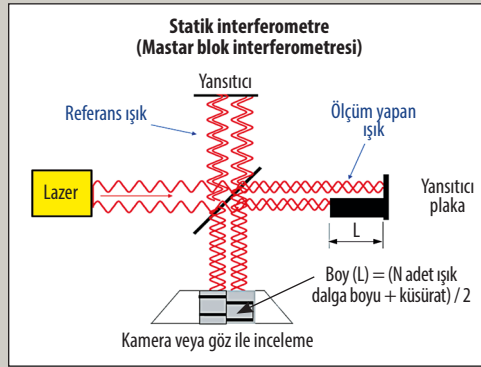 Statik interferometre
(Mastar blok interferometresi)
Yansıtıcı
Referans ışık
Ölçüm yapan
ışık
Lazer
Yansıtıcı
plaka
L
Boy (L) = (N adet ışık
dalga boyu + küsürat) / 2
Kamera veya göz ile inceleme